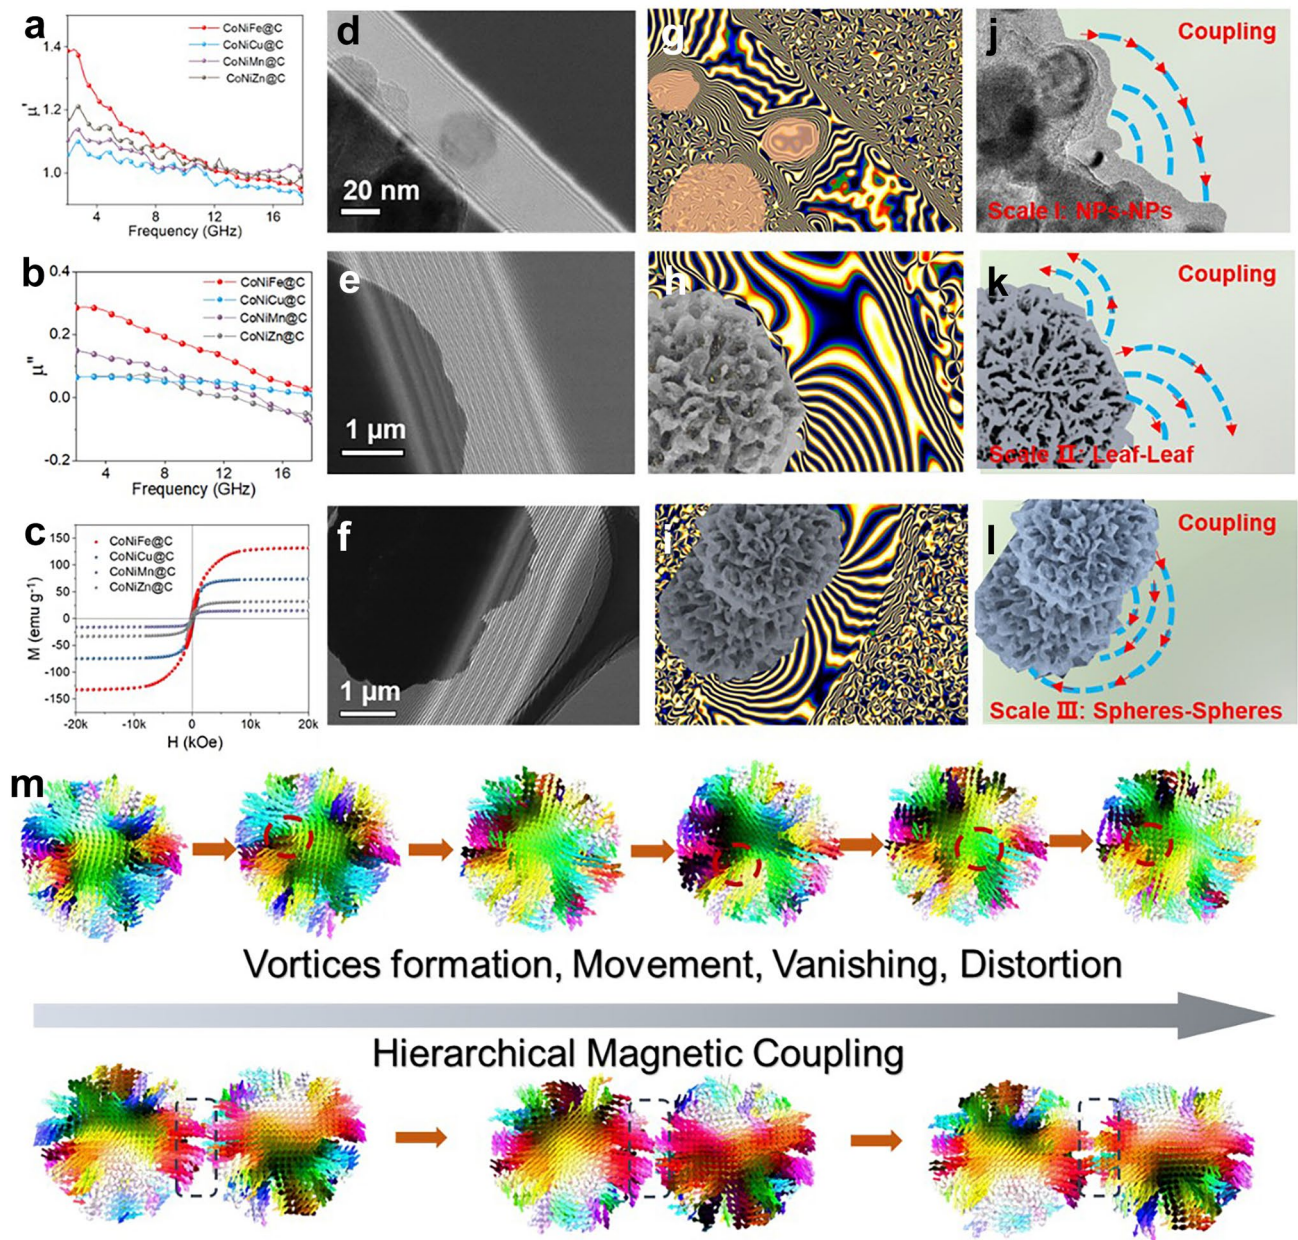 a
CoNiFe@C
CoNiCu@C
CoNiMn@C
CoNiZn@C
1.4
1.2
1.0
μ'
4 8 12 16
Frequency (GHz)
d
20 nm
g
j
Coupling
Scale I: NPs-NPs
b
CoNiFe@C
CoNiCu@C
CoNiMn@C
CoNiZn@C
0.4
0.2
0.0
-0.2
μ''
4 8 12 16
Frequency (GHz)
e
1 μm
h
k
Coupling
Scale Ⅱ: Leaf-Leaf
c
CoNiFe@C
CoNiCu@C
CoNiMn@C
CoNiZn@C
150
100
50
0
-50
-100
-150
M (emu g⁻¹)
-20k -10k 0 10k 20k
H (kOe)
f
1 μm
i
l
Coupling
Scale Ⅲ: Spheres-Spheres
m
Vortices formation, Movement, Vanishing, Distortion
Hierarchical Magnetic Coupling